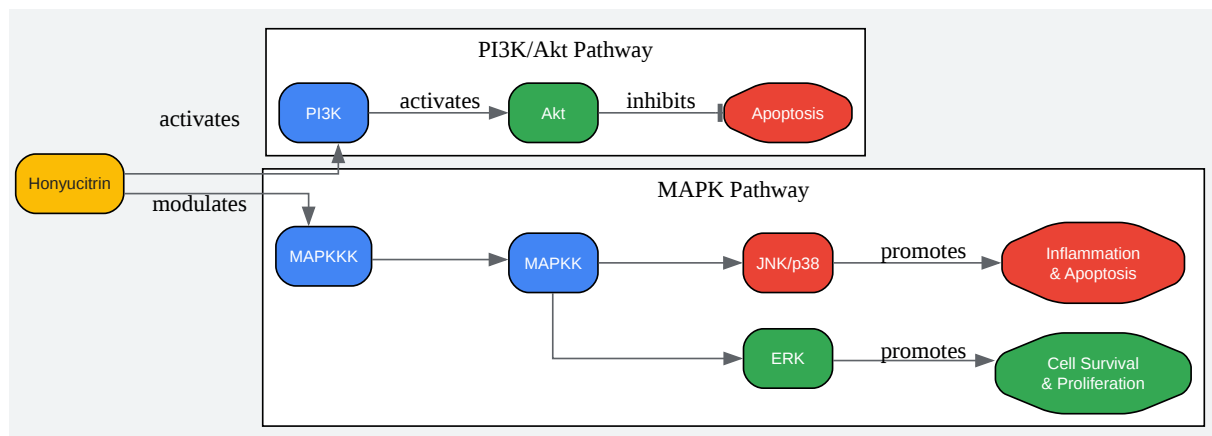 PI3K/Akt Pathway
PI3K
activates
Akt
inhibits
Apoptosis
activates
Honyucitrin
modulates
MAPK Pathway
MAPKKK
MAPKK
JNK/p38
promotes
Inflammation
& Apoptosis
ERK
promotes
Cell Survival
& Proliferation